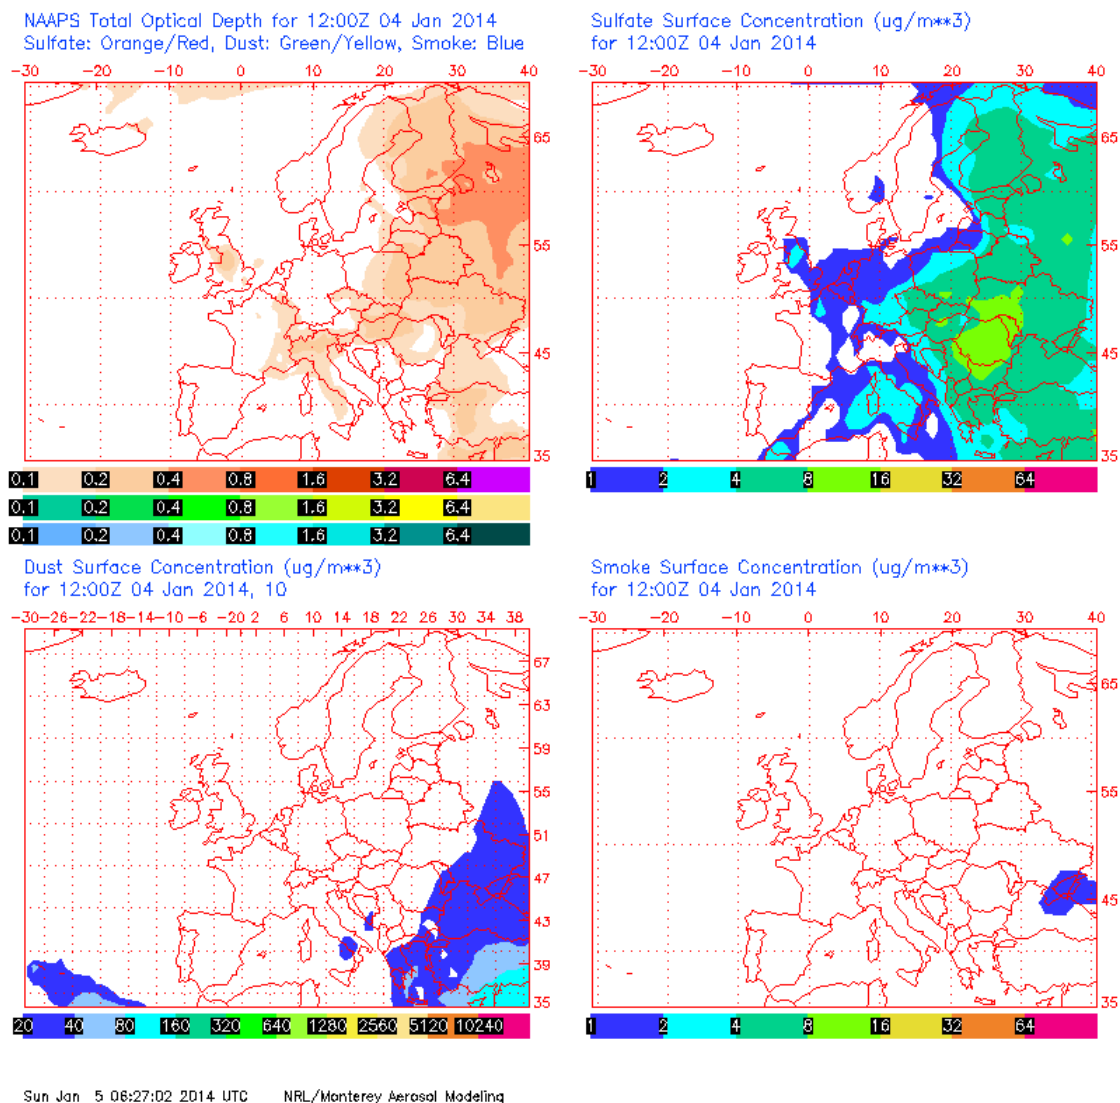 NAAPS Total Optical Depth for 12:00Z 04 Jan 2014
Sulfate: Orange/Red, Dust: Green/Yellow, Smoke: Blue
-30 -20 -10 0 10 20 30 40
65
55
45
35
0.1 0.2 0.4 0.8 1.6 3.2 6.4
0.1 0.2 0.4 0.8 1.6 3.2 6.4
0.1 0.2 0.4 0.8 1.6 3.2 6.4
Sulfate Surface Concentration (ug/m**3)
for 12:00Z 04 Jan 2014
-30 -20 -10 0 10 20 30 40
65
55
45
35
1 2 4 8 16 32 64
Dust Surface Concentration (ug/m**3)
for 12:00Z 04 Jan 2014, 10
-30-26-22-18-14-10 -6 -2 2 6 10 14 18 22 26 30 34 38
67
63
59
55
51
47
43
39
35
20 40 80 160 320 640 1280 2560 5120 10240
Smoke Surface Concentration (ug/m**3)
for 12:00Z 04 Jan 2014
-30 -20 -10 0 10 20 30 40
65
55
45
35
1 2 4 8 16 32 64
Sun Jan 5 06:27:02 2014 UTC NRL/Monterey Aerosol Modeling